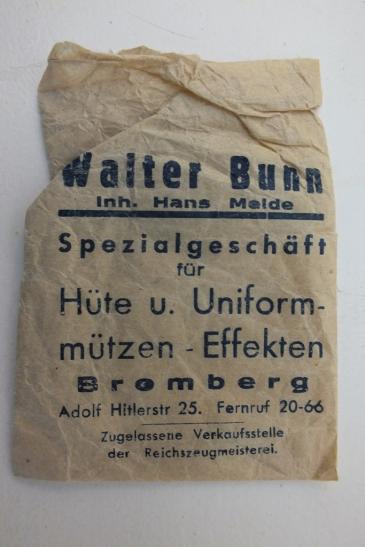 Walter Bunn
Inh. Hans Meide
Spezialgeschäft
für
Hüte u. Uniform-
mützen - Effekten
Bromberg
Adolf Hitlerstr 25. Fernruf 20-66
Zugelassene Verkaufsstelle
der Reichszeugmeisterei.